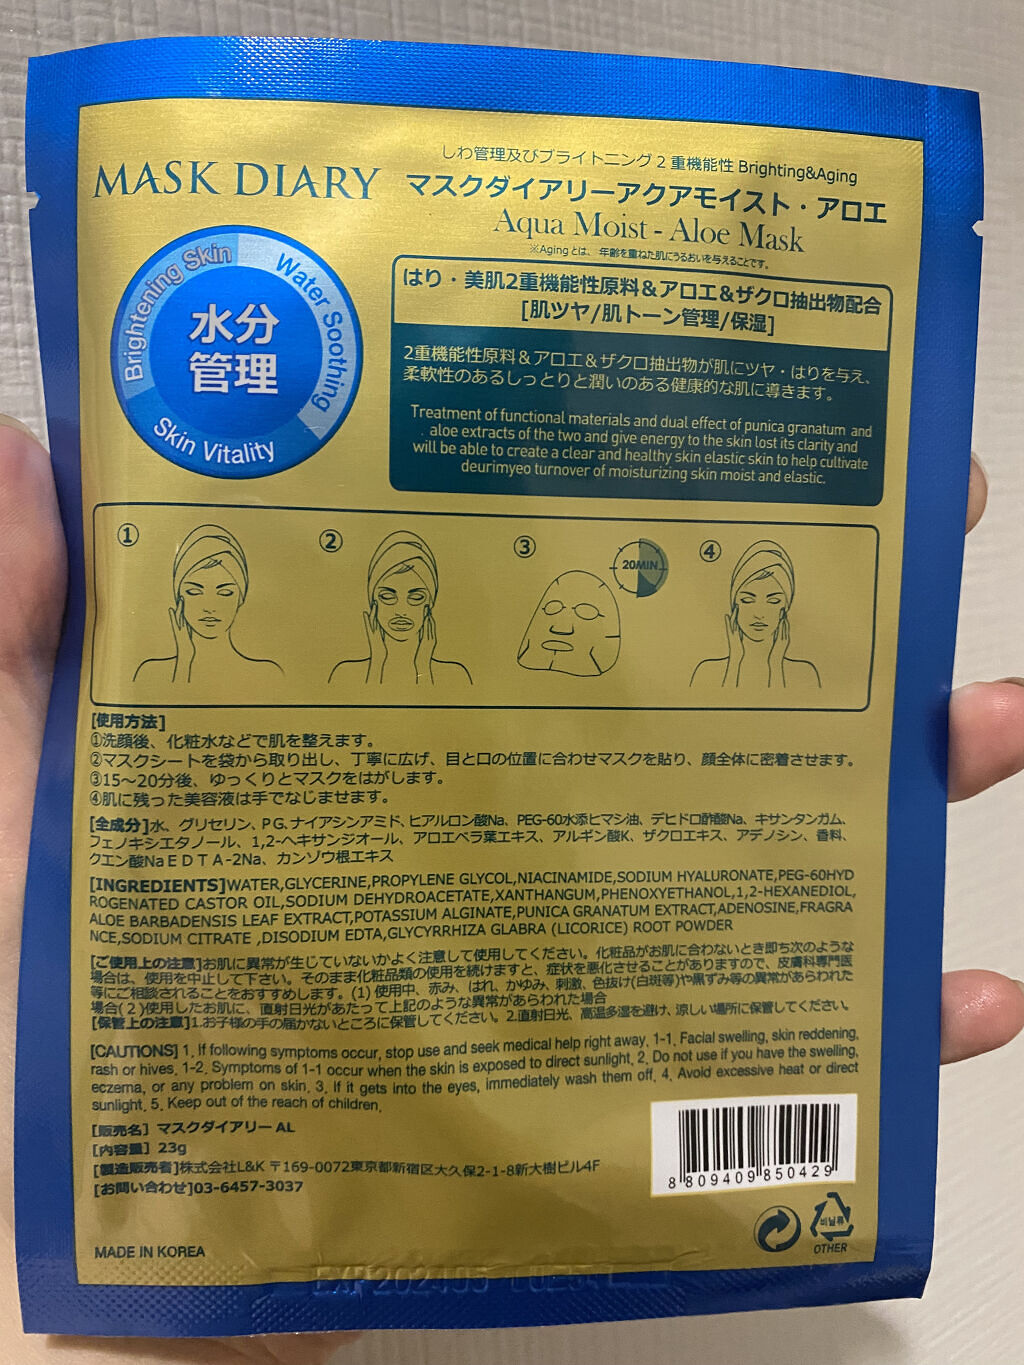 しわ管理及びブライトニング 2 重機能性 Brighting&Aging
MASK DIARY
マスクダイアリーアクアモイスト・アロエ
Aqua Moist - Aloe Mask
※Aging とは、年齢を重ねた肌にうるおいを与えることです。
Brightening Skin
Water Soothing
水分
管理
Skin Vitality
はり・美肌2重機能性原料&アロエ&ザクロ抽出物配合
[肌ツヤ/肌トーン管理/保湿]
2重機能性原料&アロエ&ザクロ抽出物が肌にツヤ・はりを与え、
柔軟性のあるしっとりと潤いのある健康的な肌に導きます。
Treatment of functional materials and dual effect of punica granatum and
aloe extracts of the two and give energy to the skin lost its clarity and
will be able to create a clear and healthy skin elastic skin to help cultivate
deurimyeo turnover of moisturizing skin moist and elastic.
①
②
③
20MIN
④
[使用方法]
①洗顔後、化粧水などで肌を整えます。
②マスクシートを袋から取り出し、丁寧に広げ、目と口の位置に合わせマスクを貼り、顔全体に密着させます。
③15～20分後、ゆっくりとマスクをはがします。
④肌に残った美容液は手でなじませます。
[全成分]水、グリセリン、PG、ナイアシンアミド、ヒアルロン酸Na、PEG-60水添ヒマシ油、デヒドロ酢酸Na、キサンタンガム、
フェノキシエタノール、1,2-ヘキサンジオール、アロエベラ葉エキス、アルギン酸K、ザクロエキス、アデノシン、香料、
クエン酸NaＥＤＴＡ-2Na、カンゾウ根エキス
[INGREDIENTS]WATER,GLYCERINE,PROPYLENE GLYCOL,NIACINAMIDE,SODIUM HYALURONATE,PEG-60HYD
ROGENATED CASTOR OIL,SODIUM DEHYDROACETATE,XANTHANGUM,PHENOXYETHANOL,1,2-HEXANEDIOL,
ALOE BARBADENSIS LEAF EXTRACT,POTASSIUM ALGINATE,PUNICA GRANATUM EXTRACT,ADENOSINE,FRAGRA
NCE,SODIUM CITRATE ,DISODIUM EDTA,GLYCYRRHIZA GLABRA (LICORICE) ROOT POWDER
[ご使用上の注意]お肌に異常が生じていないかよく注意して使用してください。化粧品がお肌に合わないとき即ち次のような
場合は、使用を中止して下さい。そのまま化粧品類の使用を続けますと、症状を悪化させることがありますので、皮膚科専門医
等にご相談されることをおすすめします。(1) 使用中、赤み、はれ、かゆみ、刺激、色抜け(白斑等)や黒ずみ等の異常があらわれた
場合(2)使用したお肌に、直射日光があたって上記のような異常があらわれた場合
[保管上の注意]1.お子様の手の届かないところに保管してください。2.直射日光、高温多湿を避け、涼しい場所に保管してください。
[CAUTIONS] 1. If following symptoms occur, stop use and seek medical help right away. 1-1. Facial swelling, skin reddening,
rash or hives. 1-2. Symptoms of 1-1 occur when the skin is exposed to direct sunlight. 2. Do not use if you have the swelling,
eczema, or any problem on skin. 3. If it gets into the eyes, immediately wash them off. 4. Avoid excessive heat or direct
sunlight. 5. Keep out of the reach of children.
[販売名] マスクダイアリー AL
[内容量] 23g
[製造販売者]株式会社L&K 〒169-0072東京都新宿区大久保2-1-8新大樹ビル4F
[お問い合わせ]03-6457-3037
8 809409 850429
비닐류
OTHER
MADE IN KOREA